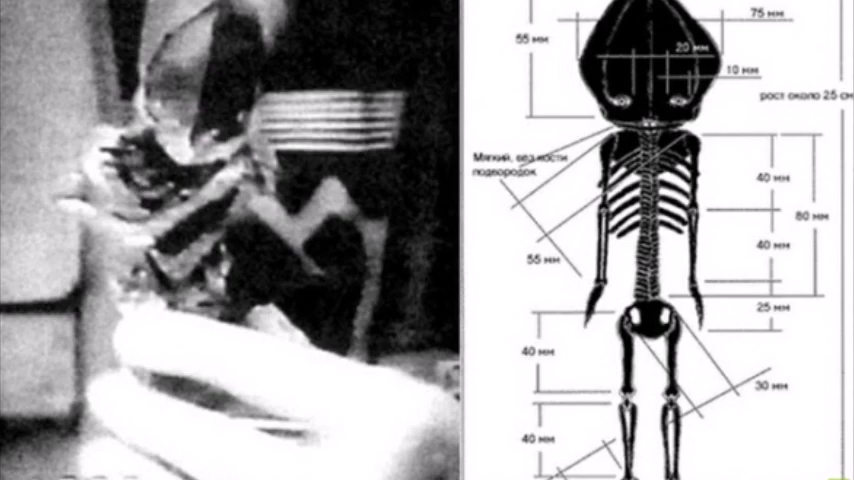 75 мм
55 мм
20 мм
10 мм
рост около 25 см
Мягкий, без кости
подбородок
40 мм
80 мм
40 мм
55 мм
25 мм
40 мм
30 мм
40 мм